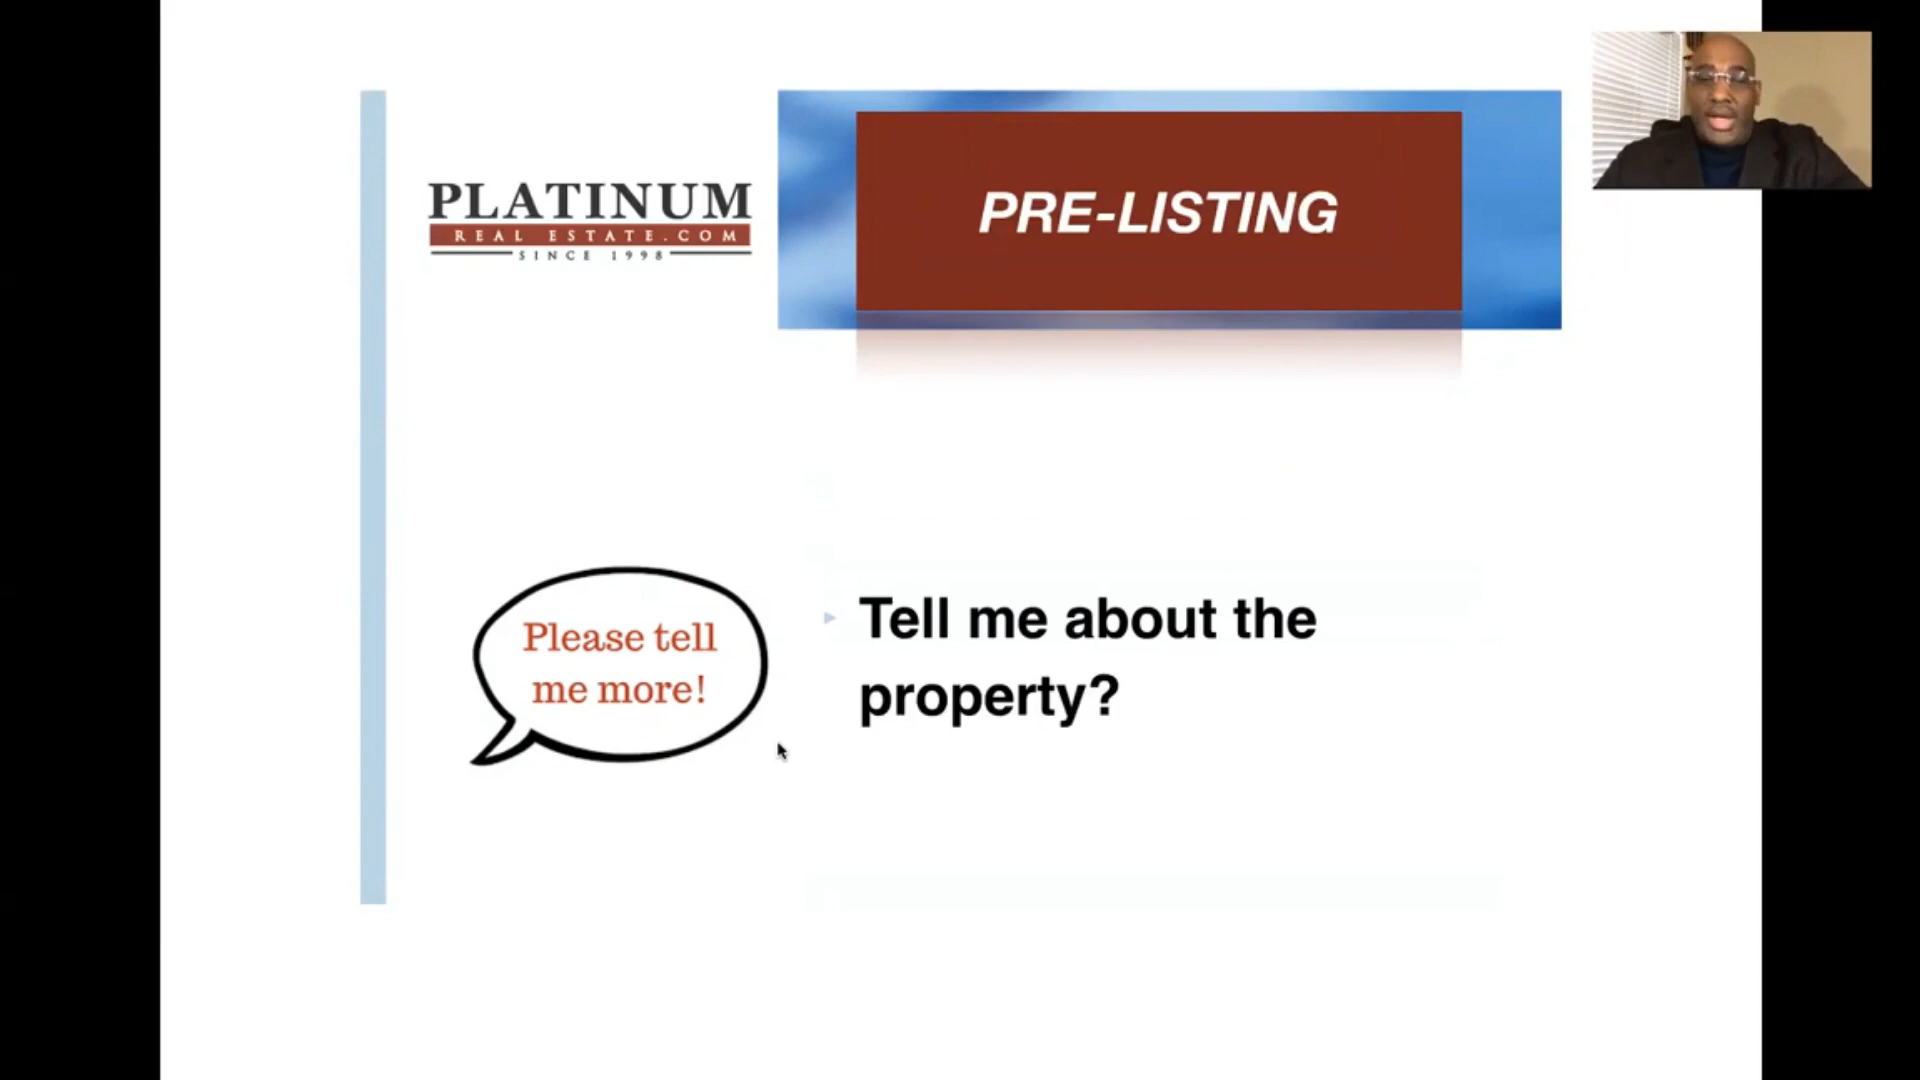 PLATINUM
REAL ESTATE.COM
SINCE 1998
PRE-LISTING
Please tell
me more!
Tell me about the
property?